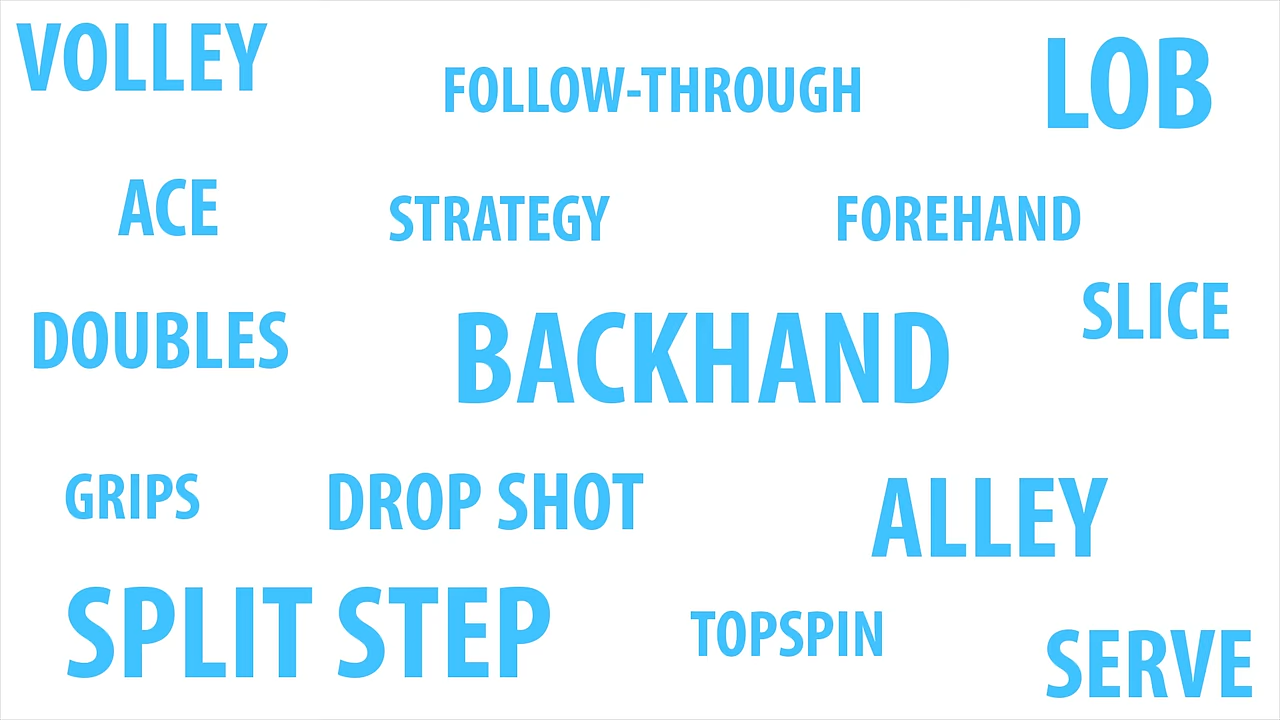 VOLLEY
FOLLOW-THROUGH
LOB
ACE
STRATEGY
FOREHAND
DOUBLES
BACKHAND
SLICE
GRIPS
DROP SHOT
ALLEY
SPLIT STEP
TOPSPIN
SERVE